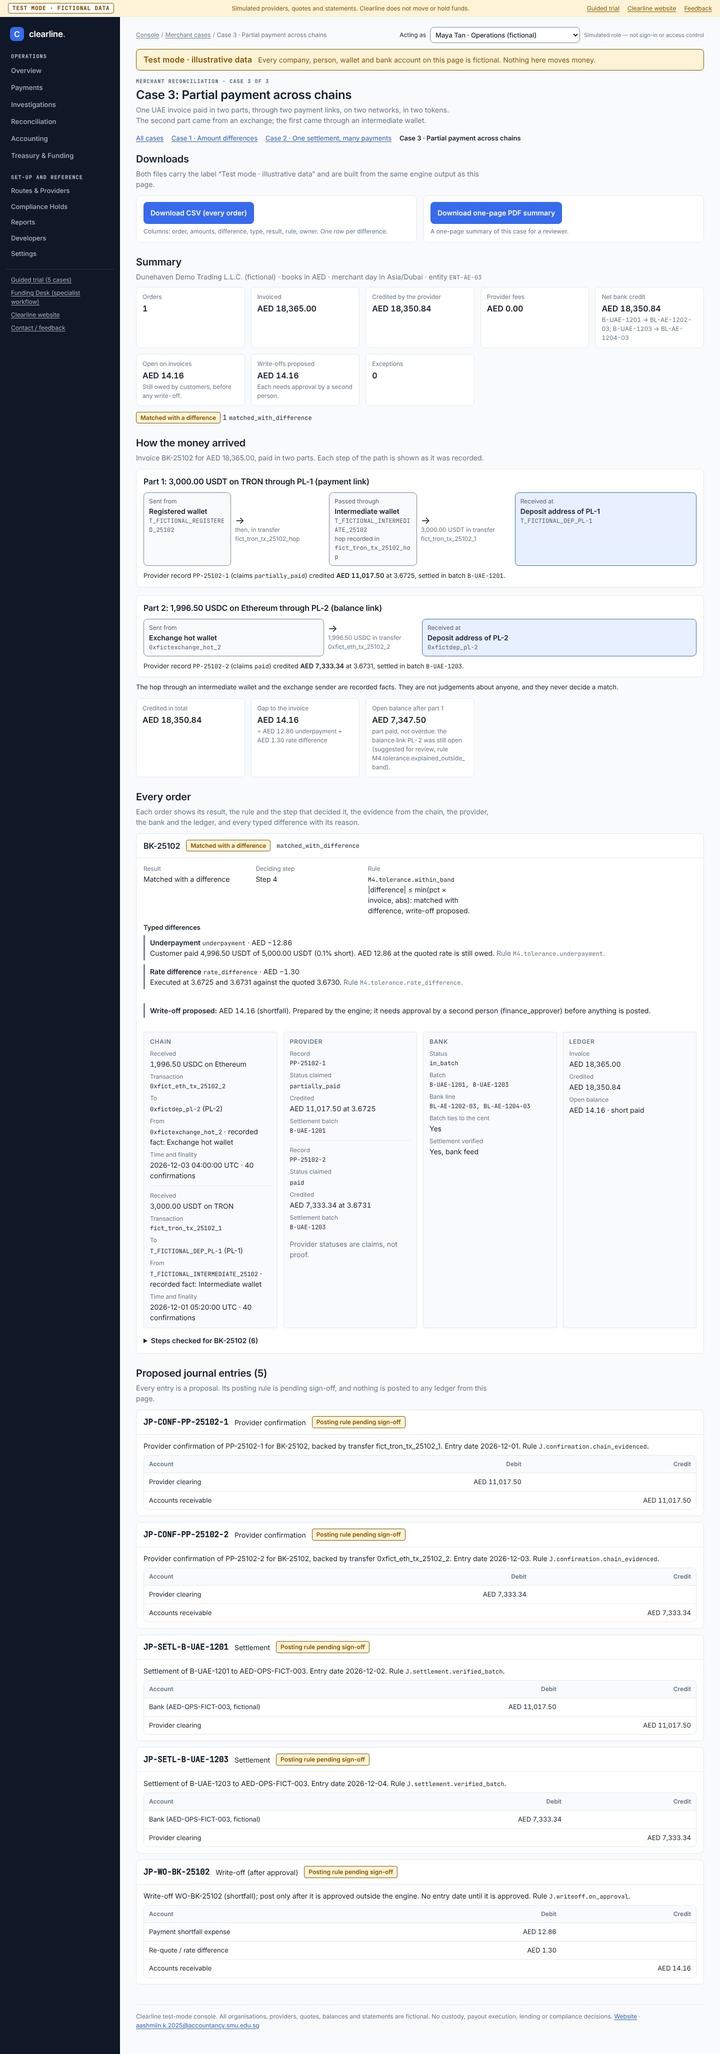 TEST MODE · FICTIONAL DATA
Simulated providers, quotes and statements. Clearline does not move or hold funds.
Guided trial
Clearline website
Feedback
C clearline.
OPERATIONS
Overview
Payments
Investigations
Reconciliation
Accounting
Treasury & Funding
SET-UP AND REFERENCE
Routes & Providers
Compliance Holds
Reports
Developers
Settings
Guided trial (5 cases)
Funding Desk (specialist
workflow)
Clearline website
Contact / feedback
Console / Merchant cases / Case 3 · Partial payment across chains
Acting as
Maya Tan · Operations (fictional)
Simulated role — not sign-in or access control
Test mode · illustrative data Every company, person, wallet and bank account on this page is fictional. Nothing here moves money.
MERCHANT RECONCILIATION · CASE 3 OF 3
Case 3: Partial payment across chains
One UAE invoice paid in two parts, through two payment links, on two networks, in two tokens.
The second part came from an exchange; the first came through an intermediate wallet.
All cases
Case 1 · Amount differences
Case 2 · One settlement, many payments
Case 3 · Partial payment across chains
Downloads
Both files carry the label "Test mode · illustrative data" and are built from the same engine output as this
page.
Download CSV (every order)
Columns: order, amounts, difference, type, result, rule, owner. One row per difference.
Download one-page PDF summary
A one-page summary of this case for a reviewer.
Summary
Dunehaven Demo Trading L.L.C. (fictional) · books in AED · merchant day in Asia/Dubai · entity ENT-AE-03
Orders
1
Invoiced
AED 18,365.00
Credited by the provider
AED 18,350.84
Provider fees
AED 0.00
Net bank credit
AED 18,350.84
B-UAE-1201 → BL-AE-1202-
03; B-UAE-1203 → BL-AE-
1204-03
Open on invoices
AED 14.16
Still owed by customers, before
any write-off.
Write-offs proposed
AED 14.16
Each needs approval by a second
person.
Exceptions
0
Matched with a difference 1 matched_with_difference
How the money arrived
Invoice BK-25102 for AED 18,365.00, paid in two parts. Each step of the path is shown as it was recorded.
Part 1: 3,000.00 USDT on TRON through PL-1 (payment link)
Sent from
Registered wallet
T_FICTIONAL_REGISTERE
D_25102
→
then, in transfer
fict_tron_tx_25102_hop
Passed through
Intermediate wallet
T_FICTIONAL_INTERMEDI
ATE_25102
hop recorded in
fict_tron_tx_25102_ho
p
→
3,000.00 USDT in transfer
fict_tron_tx_25102_1
Received at
Deposit address of PL-1
T_FICTIONAL_DEP_PL-1
Provider record PP-25102-1 (claims partially_paid) credited AED 11,017.50 at 3.6725, settled in batch B-UAE-1201.
Part 2: 1,996.50 USDC on Ethereum through PL-2 (balance link)
Sent from
Exchange hot wallet
0xfictexchange_hot_2
→
1,996.50 USDC in transfer
0xfict_eth_tx_25102_2
Received at
Deposit address of PL-2
0xfictdep_pl-2
Provider record PP-25102-2 (claims paid) credited AED 7,333.34 at 3.6731, settled in batch B-UAE-1203.
The hop through an intermediate wallet and the exchange sender are recorded facts. They are not judgements about anyone, and they never decide a match.
Credited in total
AED 18,350.84
Gap to the invoice
AED 14.16
= AED 12.86 underpayment +
AED 1.30 rate difference
Open balance after part 1
AED 7,347.50
part paid, not overdue: the
balance link PL-2 was still open
(suggested for review, rule
M4.tolerance.explained_outside_
band).
Every order
Each order shows its result, the rule and the step that decided it, the evidence from the chain, the provider,
the bank and the ledger, and every typed difference with its reason.
BK-25102 Matched with a difference matched_with_difference
Result
Matched with a difference
Deciding step
Step 4
Rule
M4.tolerance.within_band
|difference| ≤ min(pct ×
invoice, abs): matched with
difference, write-off proposed.
Typed differences
Underpayment underpayment · AED −12.86
Customer paid 4,996.50 USDT of 5,000.00 USDT (0.1% short). AED 12.86 at the quoted rate is still owed. Rule M4.tolerance.underpayment.
Rate difference rate_difference · AED −1.30
Executed at 3.6725 and 3.6731 against the quoted 3.6730. Rule M4.tolerance.rate_difference.
Write-off proposed: AED 14.16 (shortfall). Prepared by the engine; it needs approval by a second person (finance_approver) before anything is posted.
CHAIN
Received
1,996.50 USDC on Ethereum
Transaction
0xfict_eth_tx_25102_2
To
0xfictdep_pl-2 (PL-2)
From
0xfictexchange_hot_2 · recorded
fact: Exchange hot wallet
Time and finality
2026-12-03 04:00:00 UTC · 40
confirmations
Received
3,000.00 USDT on TRON
Transaction
fict_tron_tx_25102_1
To
T_FICTIONAL_DEP_PL-1 (PL-1)
From
T_FICTIONAL_INTERMEDIATE_25102 ·
recorded fact: Intermediate wallet
Time and finality
2026-12-01 05:20:00 UTC · 40
confirmations
PROVIDER
Record
PP-25102-1
Status claimed
partially_paid
Credited
AED 11,017.50 at 3.6725
Settlement batch
B-UAE-1201
Record
PP-25102-2
Status claimed
paid
Credited
AED 7,333.34 at 3.6731
Settlement batch
B-UAE-1203
Provider statuses are claims, not
proof.
BANK
Status
in_batch
Batch
B-UAE-1201, B-UAE-1203
Bank line
BL-AE-1202-03, BL-AE-1204-03
Batch ties to the cent
Yes
Settlement verified
Yes, bank feed
LEDGER
Invoice
AED 18,365.00
Credited
AED 18,350.84
Open balance
AED 14.16 · short paid
▶ Steps checked for BK-25102 (6)
Proposed journal entries (5)
Every entry is a proposal. Its posting rule is pending sign-off, and nothing is posted to any ledger from this
page.
JP-CONF-PP-25102-1 Provider confirmation Posting rule pending sign-off
Provider confirmation of PP-25102-1 for BK-25102, backed by transfer fict_tron_tx_25102_1. Entry date 2026-12-01. Rule J.confirmation.chain_evidenced.
Account Debit Credit
Provider clearing AED 11,017.50
Accounts receivable AED 11,017.50
JP-CONF-PP-25102-2 Provider confirmation Posting rule pending sign-off
Provider confirmation of PP-25102-2 for BK-25102, backed by transfer 0xfict_eth_tx_25102_2. Entry date 2026-12-03. Rule J.confirmation.chain_evidenced.
Account Debit Credit
Provider clearing AED 7,333.34
Accounts receivable AED 7,333.34
JP-SETL-B-UAE-1201 Settlement Posting rule pending sign-off
Settlement of B-UAE-1201 to AED-OPS-FICT-003. Entry date 2026-12-02. Rule J.settlement.verified_batch.
Account Debit Credit
Bank (AED-OPS-FICT-003, fictional) AED 11,017.50
Provider clearing AED 11,017.50
JP-SETL-B-UAE-1203 Settlement Posting rule pending sign-off
Settlement of B-UAE-1203 to AED-OPS-FICT-003. Entry date 2026-12-04. Rule J.settlement.verified_batch.
Account Debit Credit
Bank (AED-OPS-FICT-003, fictional) AED 7,333.34
Provider clearing AED 7,333.34
JP-WO-BK-25102 Write-off (after approval) Posting rule pending sign-off
Write-off WO-BK-25102 (shortfall); post only after it is approved outside the engine. No entry date until it is approved. Rule J.writeoff.on_approval.
Account Debit Credit
Payment shortfall expense AED 12.86
Re-quote / rate difference AED 1.30
Accounts receivable AED 14.16
Clearline test-mode console. All organisations, providers, quotes, balances and statements are fictional. No custody, payout execution, lending or compliance decisions. Website ·
aashmiin.k.2025@accountancy.smu.edu.sg